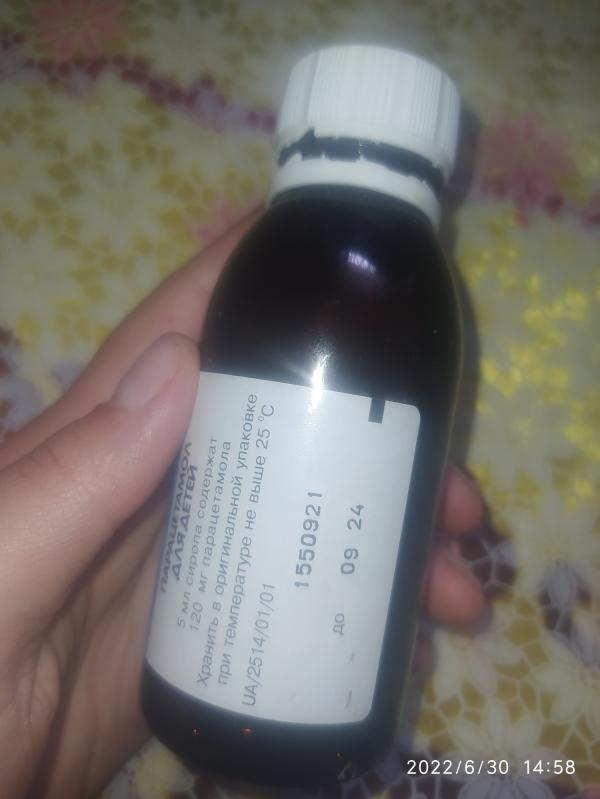 ПАРАЦЕТАМОЛ
ДЛЯ ДЕТЕЙ
5 мл сиропа содержат
120 мг парацетамола
Хранить в оригинальной упаковке
при температуре не выше 25 °C
UA/2514/01/01
1550921
до 09 24
2022/6/30 14:58